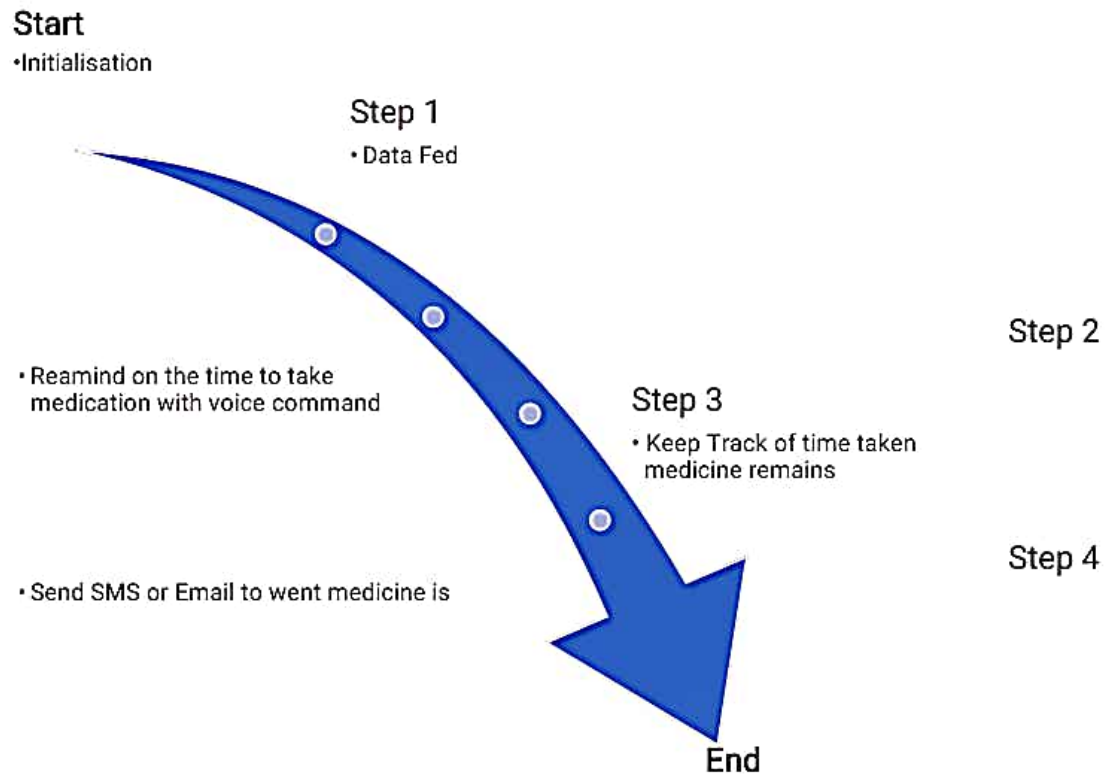 Start
•Initialisation
Step 1
• Data Fed
Step 2
• Reamind on the time to take
medication with voice command
Step 3
• Keep Track of time taken
medicine remains
Step 4
• Send SMS or Email to went medicine is
End